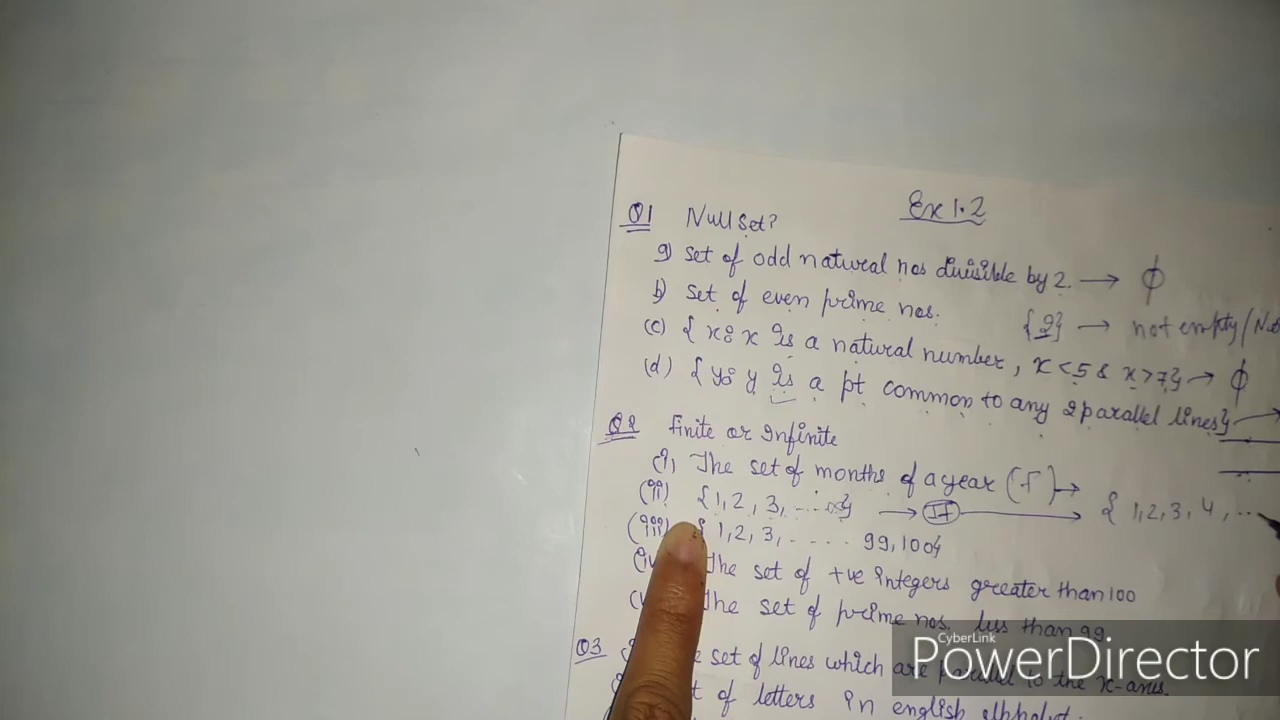 Ex 1.2
Q1 Null Set?
a) set of odd natural nos divisible by 2. → ϕ
b) set of even prime nos. {2} → not empty/
(c) { x: x is a natural number, x < 5 & x > 7} → ϕ
(d) { y: y is a pt common to any 2 parallel lines} →
Q2 Finite or Infinite
(i) The set of months of a year (f) → { 1, 2, 3, 4, ...
(ii) {1, 2, 3, ..... } → If →
(iii) { 1, 2, 3, .... 99, 100}
The set of +ve integers greater than 100
The set of prime nos. less than 99
Q3 set of lines which are parallel to the x-axis.
of letters in english alphabet.
CyberLink
PowerDirector